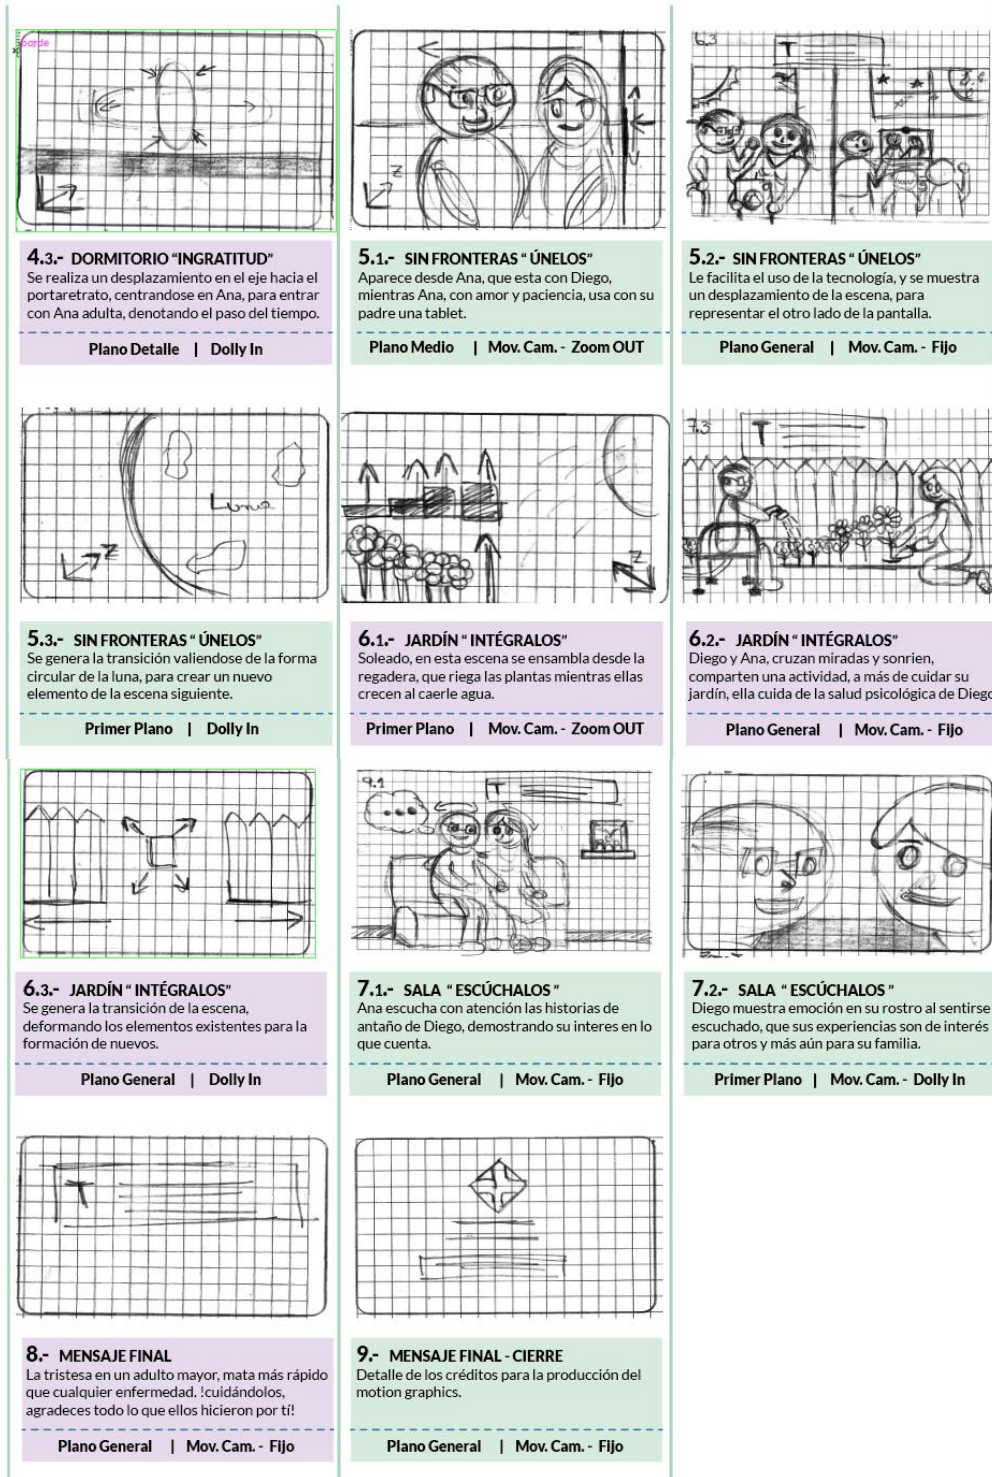 borde
4.3.- DORMITORIO “INGRATITUD”
Se realiza un desplazamiento en el eje hacia el
portaretrato, centrandose en Ana, para entrar
con Ana adulta, denotando el paso del tiempo.
Plano Detalle | Dolly In
Z
5.1.- SIN FRONTERAS “ ÚNELOS”
Aparece desde Ana, que esta con Diego,
mientras Ana, con amor y paciencia, usa con su
padre una tablet.
Plano Medio | Mov. Cam. - Zoom OUT
6.3
T
5.2.- SIN FRONTERAS “ ÚNELOS”
Le facilita el uso de la tecnología, y se muestra
un desplazamiento de la escena, para
representar el otro lado de la pantalla.
Plano General | Mov. Cam. - Fijo
Luna
Z
5.3.- SIN FRONTERAS “ ÚNELOS”
Se genera la transición valiendose de la forma
circular de la luna, para crear un nuevo
elemento de la escena siguiente.
Primer Plano | Dolly In
Z
6.1.- JARDÍN “ INTÉGRALOS”
Soleado, en esta escena se ensambla desde la
regadera, que riega las plantas mientras ellas
crecen al caerle agua.
Primer Plano | Mov. Cam. - Zoom OUT
7.3
T
6.2.- JARDÍN “ INTÉGRALOS”
Diego y Ana, cruzan miradas y sonrien,
comparten una actividad, a más de cuidar su
jardín, ella cuida de la salud psicológica de Diego
Plano General | Mov. Cam. - Fijo
6.3.- JARDÍN “ INTÉGRALOS”
Se genera la transición de la escena,
deformando los elementos existentes para la
formación de nuevos.
Plano General | Dolly In
9.1
T
7.1.- SALA “ ESCÚCHALOS ”
Ana escucha con atención las historias de
antaño de Diego, demostrando su interes en lo
que cuenta.
Plano General | Mov. Cam. - Fijo
7.2.- SALA “ ESCÚCHALOS ”
Diego muestra emoción en su rostro al sentirse
escuchado, que sus experiencias son de interés
para otros y más aún para su familia.
Primer Plano | Mov. Cam. - Dolly In
T
8.- MENSAJE FINAL
La tristesa en un adulto mayor, mata más rápido
que cualquier enfermedad. !cuidándolos,
agradeces todo lo que ellos hicieron por tí!
Plano General | Mov. Cam. - Fijo
9.- MENSAJE FINAL - CIERRE
Detalle de los créditos para la producción del
motion graphics.
Plano General | Mov. Cam. - Fijo